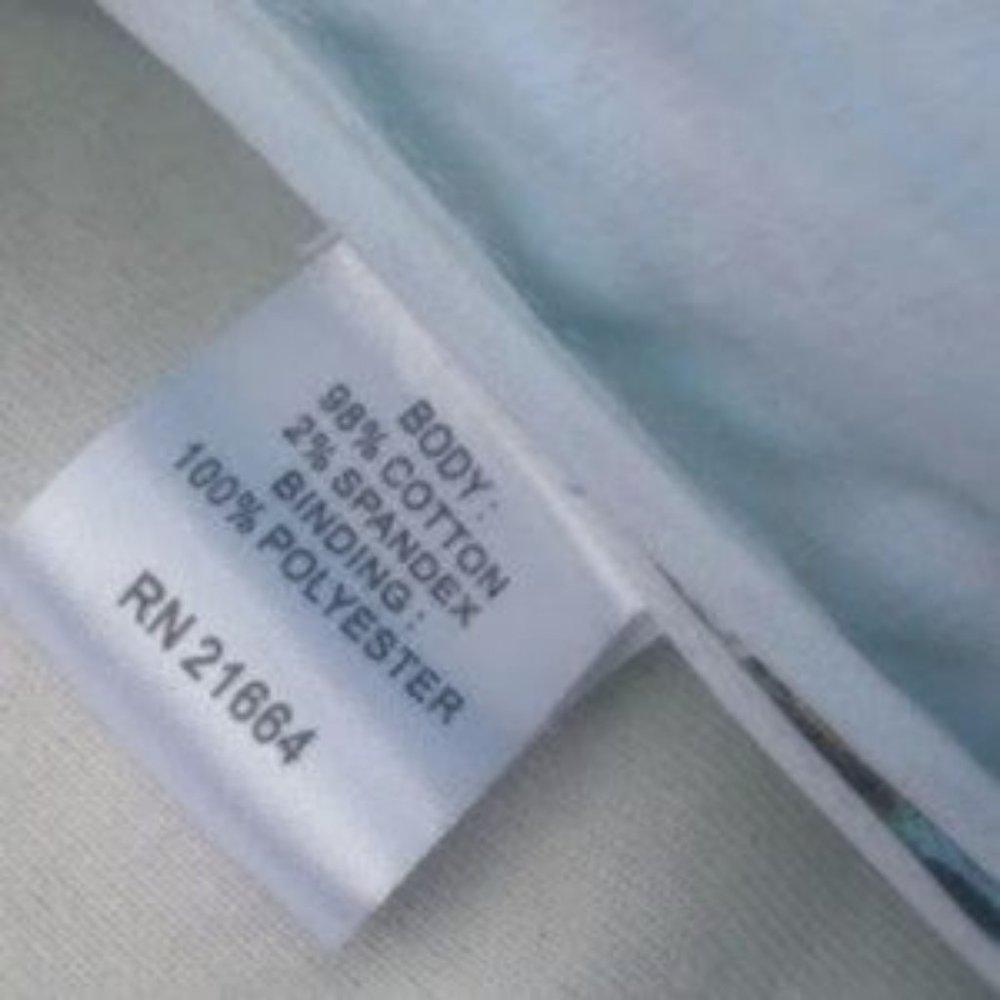 BODY :
98% COTTON
2% SPANDEX
BINDING :
100% POLYESTER
RN 21664